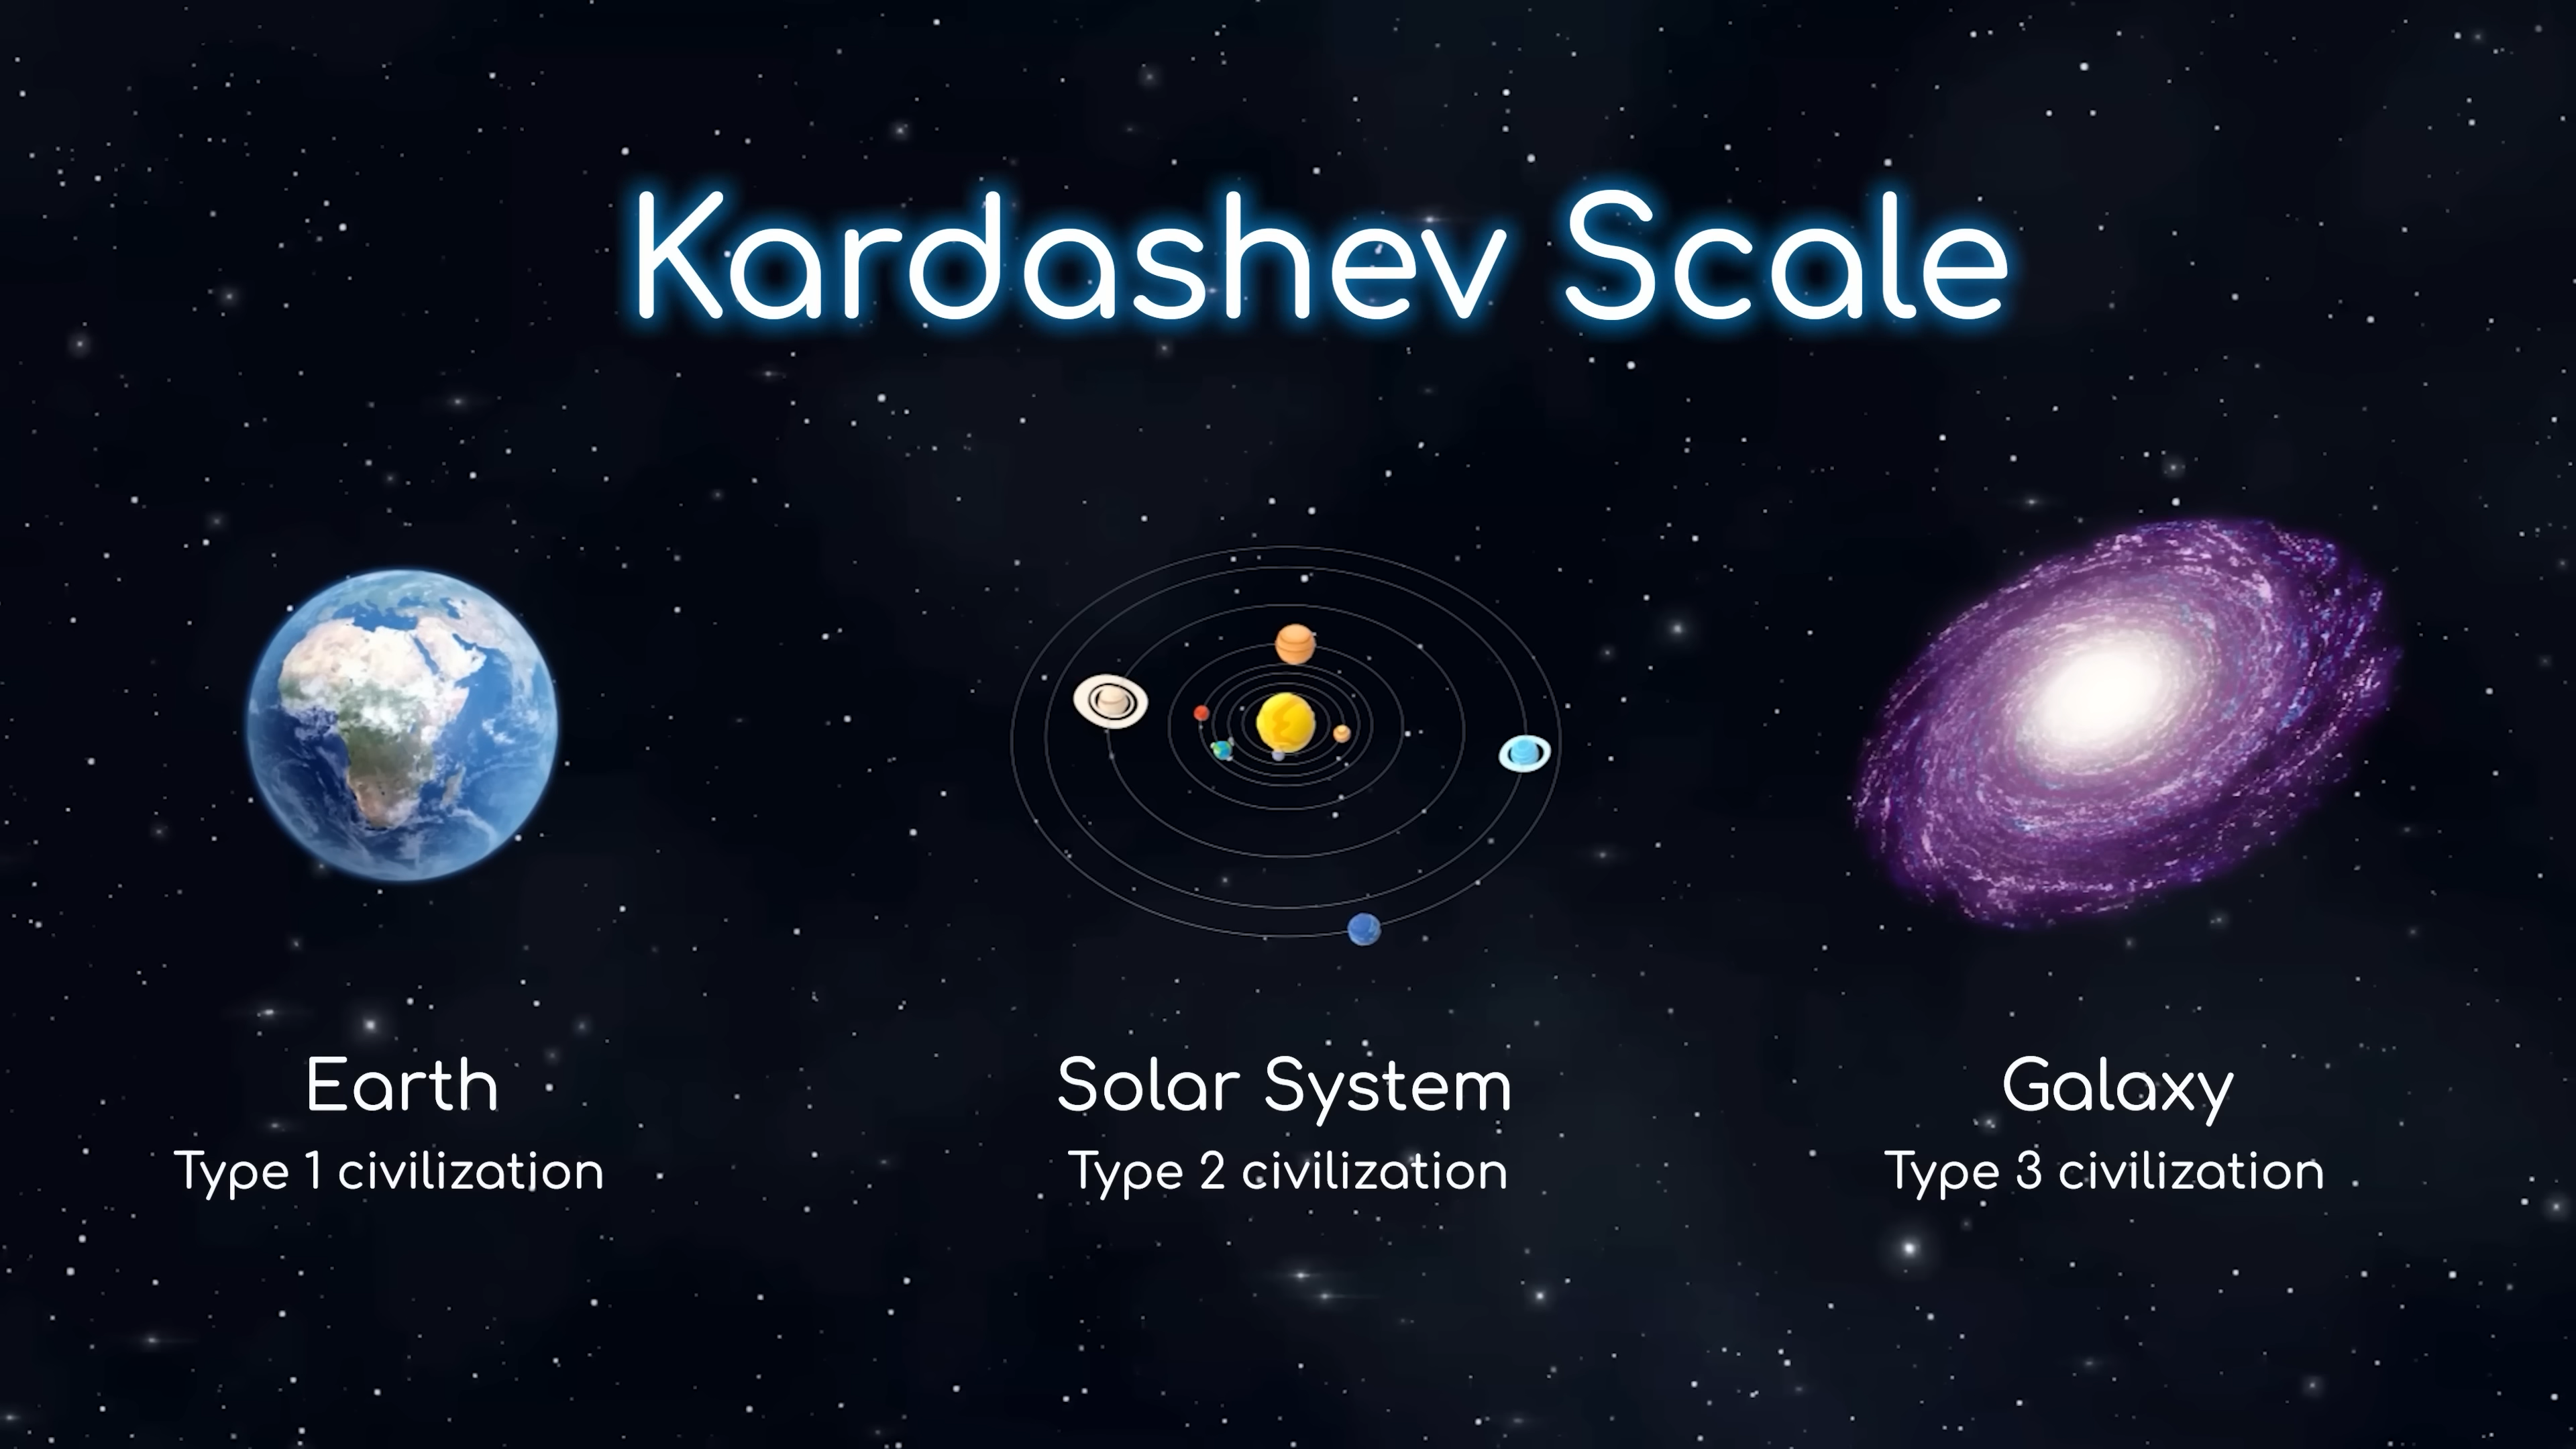 Kardashev Scale
Earth
Type 1 civilization
Solar System
Type 2 civilization
Galaxy
Type 3 civilization